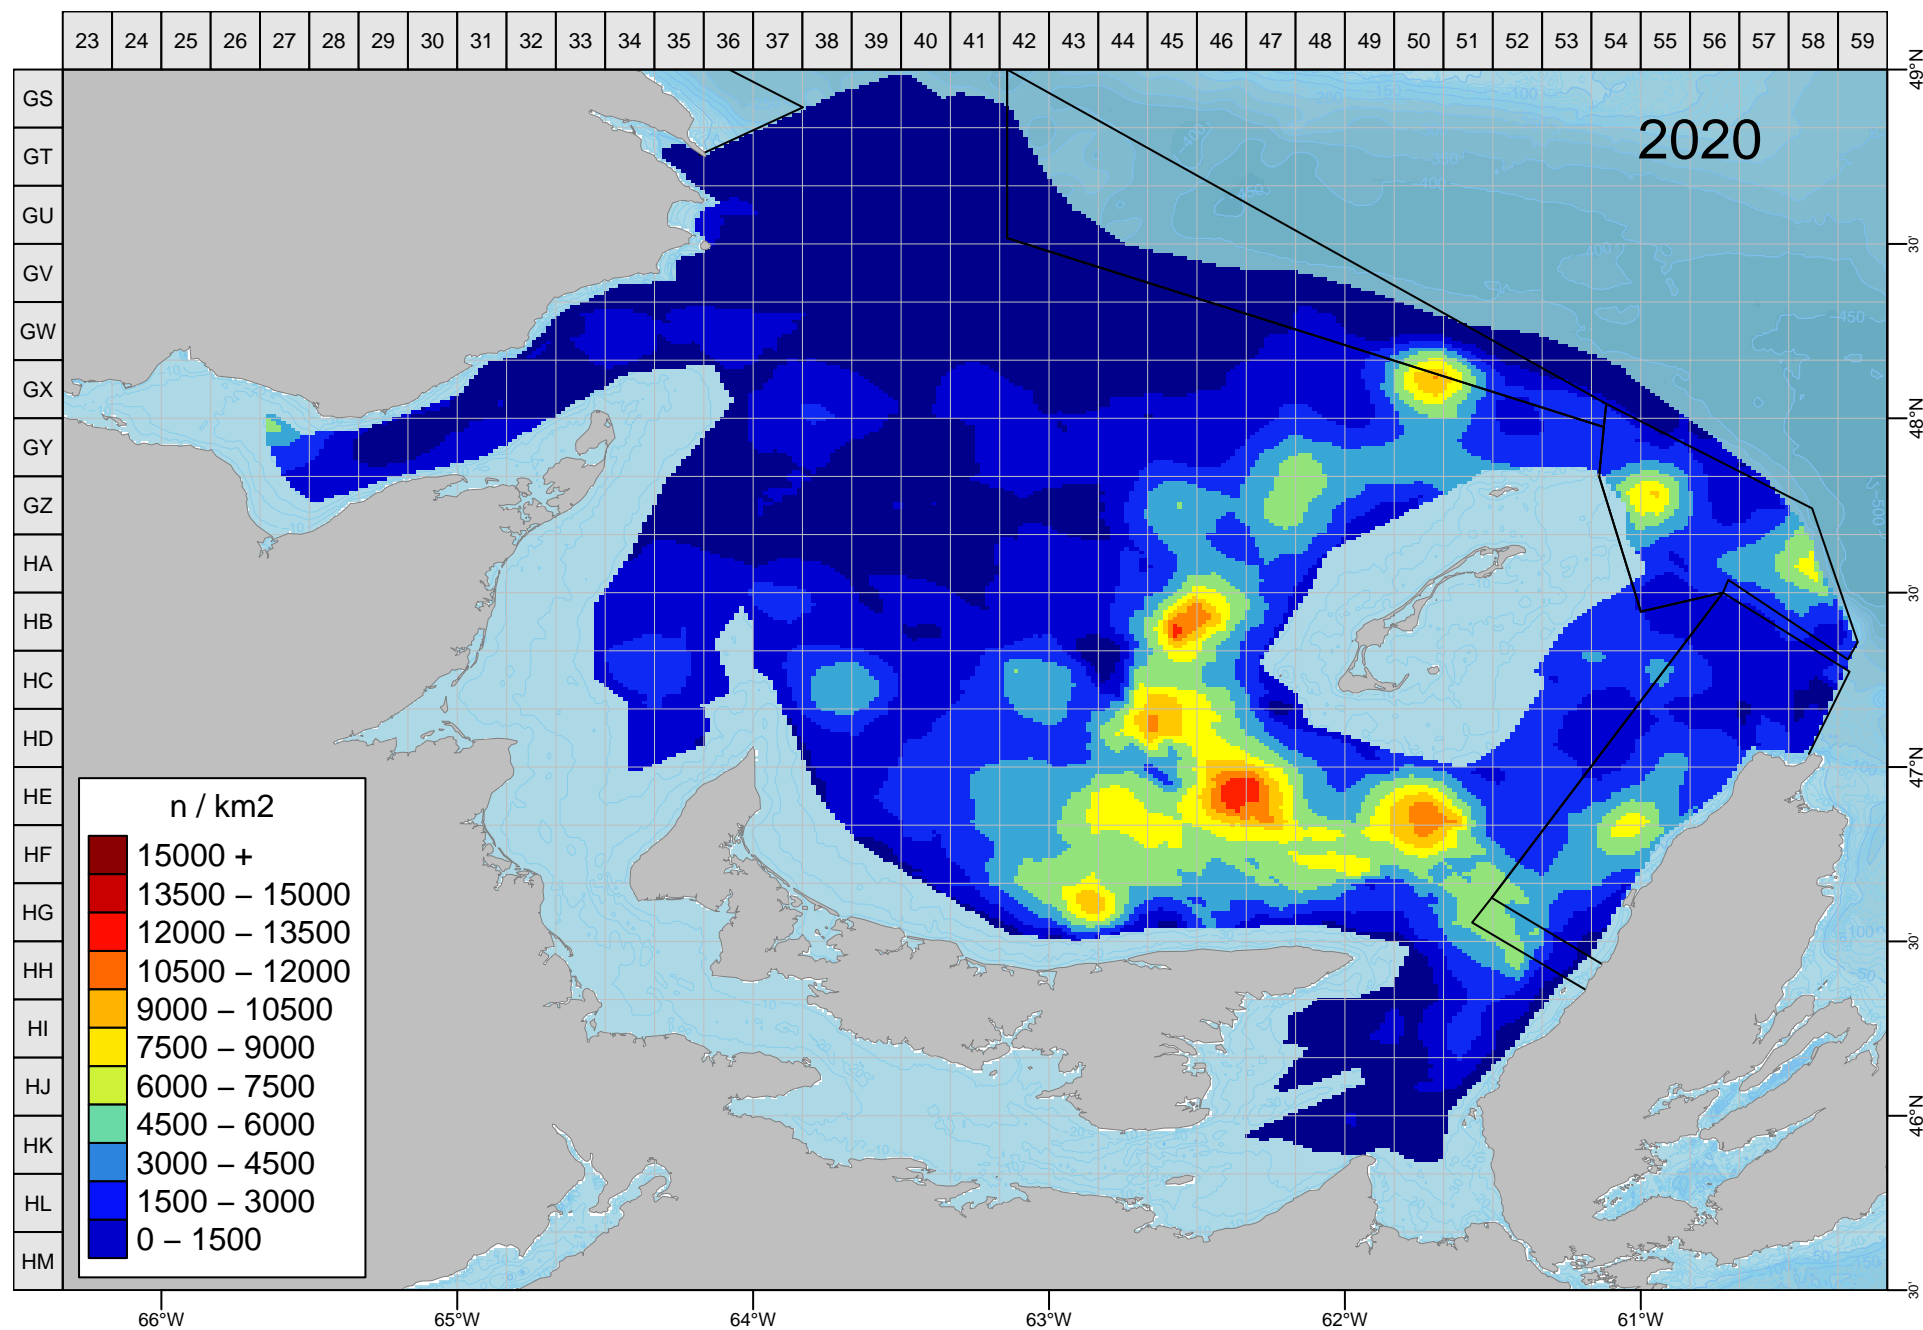 23 24 25 26 27 28 29 30 31 32 33 34 35 36 37 38 39 40 41 42 43 44 45 46 47 48 49 50 51 52 53 54 55 56 57 58 59
GS
GT
GU
GV
GW
GX
GY
GZ
HA
HB
HC
HD
HE
HF
HG
HH
HI
HJ
HK
HL
HM
2020
49°N
30'
48°N
30'
47°N
30'
46°N
30'
n / km2
15000 +
13500 – 15000
12000 – 13500
10500 – 12000
9000 – 10500
7500 – 9000
6000 – 7500
4500 – 6000
3000 – 4500
1500 – 3000
0 – 1500
66°W 65°W 64°W 63°W 62°W 61°W